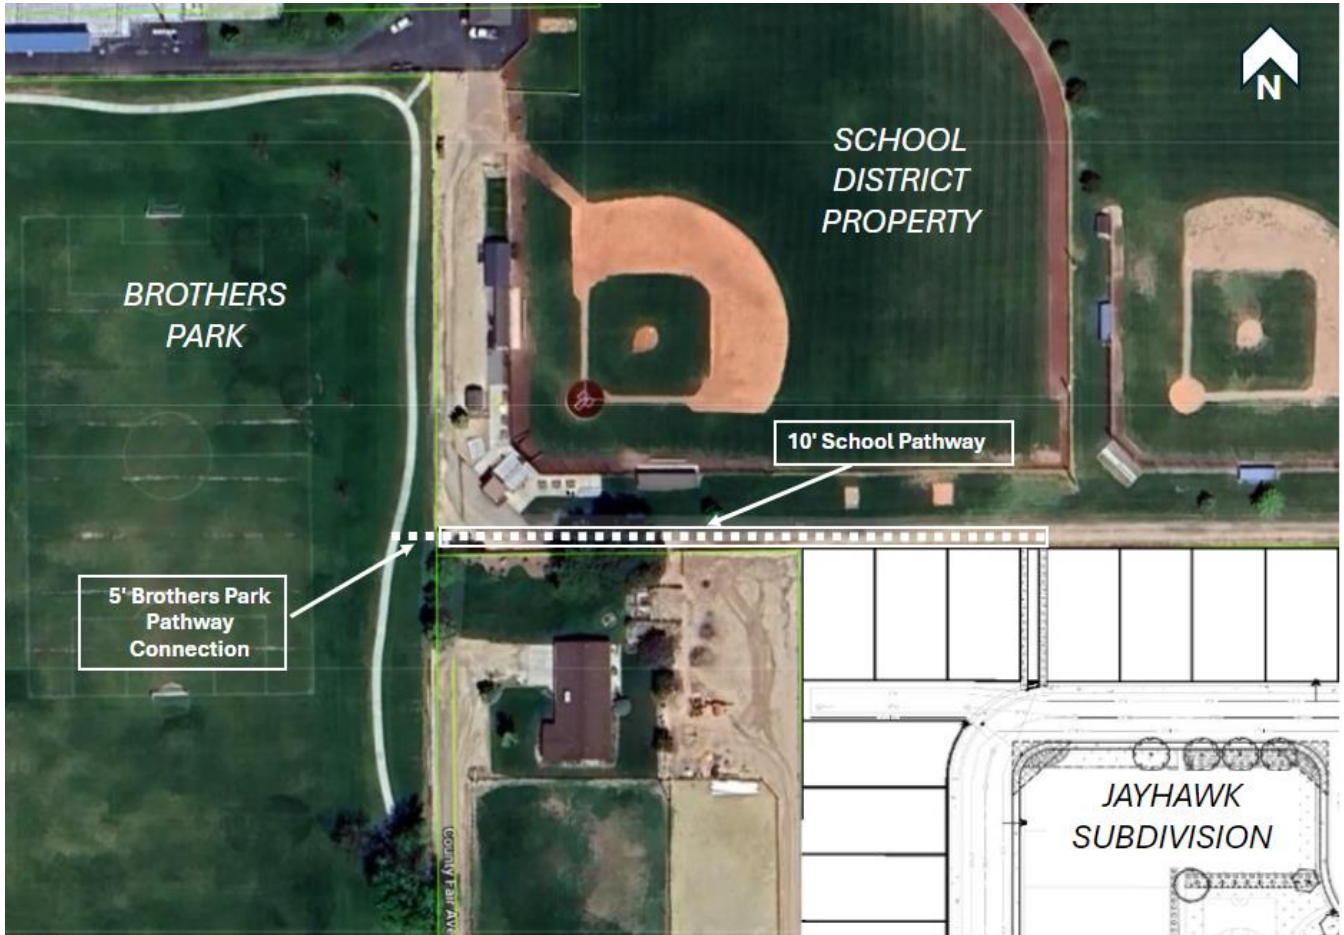 N
SCHOOL
DISTRICT
PROPERTY
BROTHERS
PARK
10' School Pathway
5' Brothers Park
Pathway
Connection
JAYHAWK
SUBDIVISION
County Fair Ave